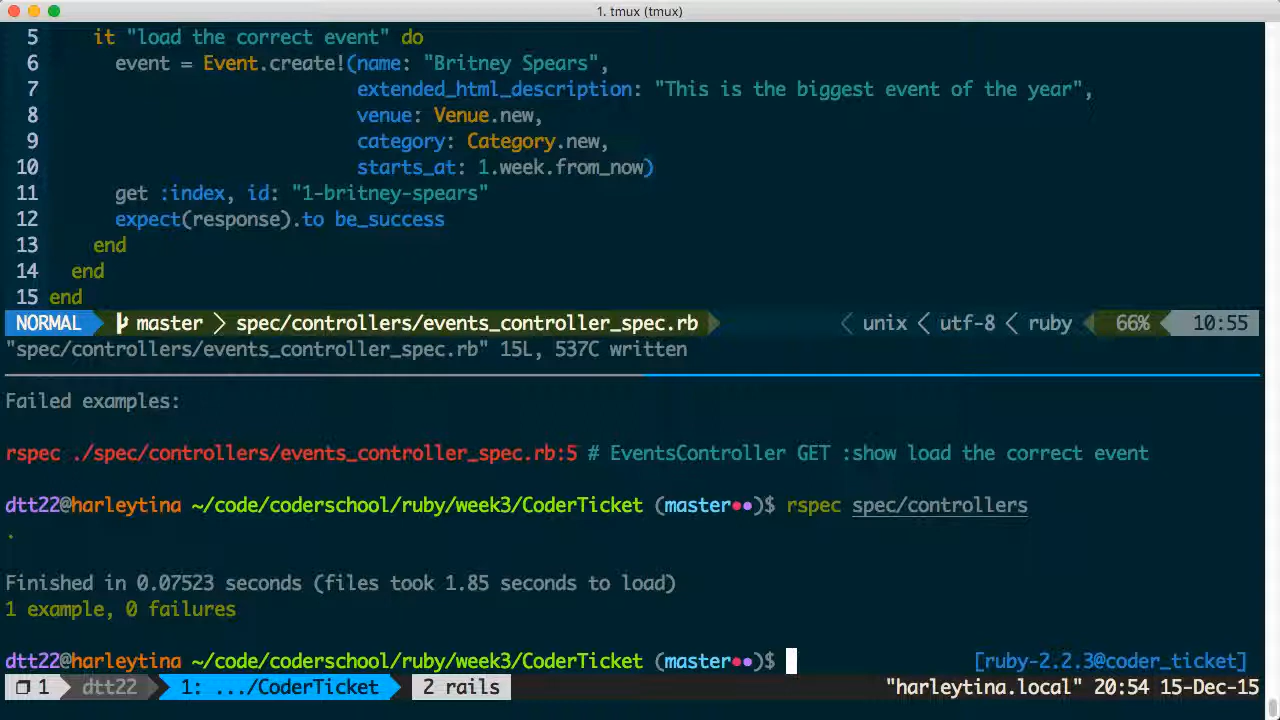 1. tmux (tmux)
5 it "load the correct event" do
6 event = Event.create!(name: "Britney Spears",
7 extended_html_description: "This is the biggest event of the year",
8 venue: Venue.new,
9 category: Category.new,
10 starts_at: 1.week.from_now)
11 get :index, id: "1-britney-spears"
12 expect(response).to be_success
13 end
14 end
15 end
NORMAL master spec/controllers/events_controller_spec.rb unix utf-8 ruby 66% 10:55
"spec/controllers/events_controller_spec.rb" 15L, 537C written
Failed examples:
rspec ./spec/controllers/events_controller_spec.rb:5 # EventsController GET :show load the correct event
dtt22@harleytina ~/code/coderschool/ruby/week3/CoderTicket (master••)$ rspec spec/controllers
.
Finished in 0.07523 seconds (files took 1.85 seconds to load)
1 example, 0 failures
dtt22@harleytina ~/code/coderschool/ruby/week3/CoderTicket (master••)$ [ruby-2.2.3@coder_ticket]
1 dtt22 1: .../CoderTicket 2 rails "harleytina.local" 20:54 15-Dec-15